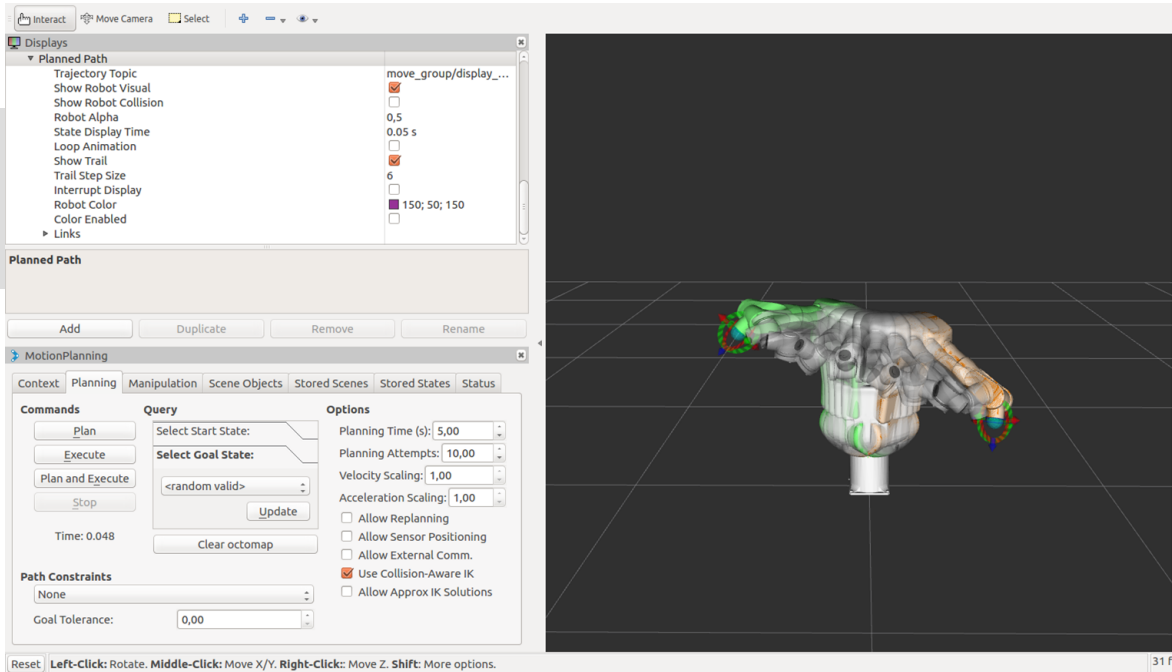 Interact Move Camera Select
Displays
Planned Path
Trajectory Topic move_group/display_...
Show Robot Visual
Show Robot Collision
Robot Alpha 0,5
State Display Time 0.05 s
Loop Animation
Show Trail
Trail Step Size 6
Interrupt Display
Robot Color 150; 50; 150
Color Enabled
Links
Planned Path
Add Duplicate Remove Rename
MotionPlanning
Context Planning Manipulation Scene Objects Stored Scenes Stored States Status
Commands Query Options
Plan Select Start State: Planning Time (s): 5,00
Execute Select Goal State: Planning Attempts: 10,00
Plan and Execute <random valid> Velocity Scaling: 1,00
Stop Update Acceleration Scaling: 1,00
Allow Replanning
Time: 0.048 Clear octomap Allow Sensor Positioning
Allow External Comm.
Path Constraints Use Collision-Aware IK
None Allow Approx IK Solutions
Goal Tolerance: 0,00
Reset Left-Click: Rotate. Middle-Click: Move X/Y. Right-Click:: Move Z. Shift: More options. 31 f